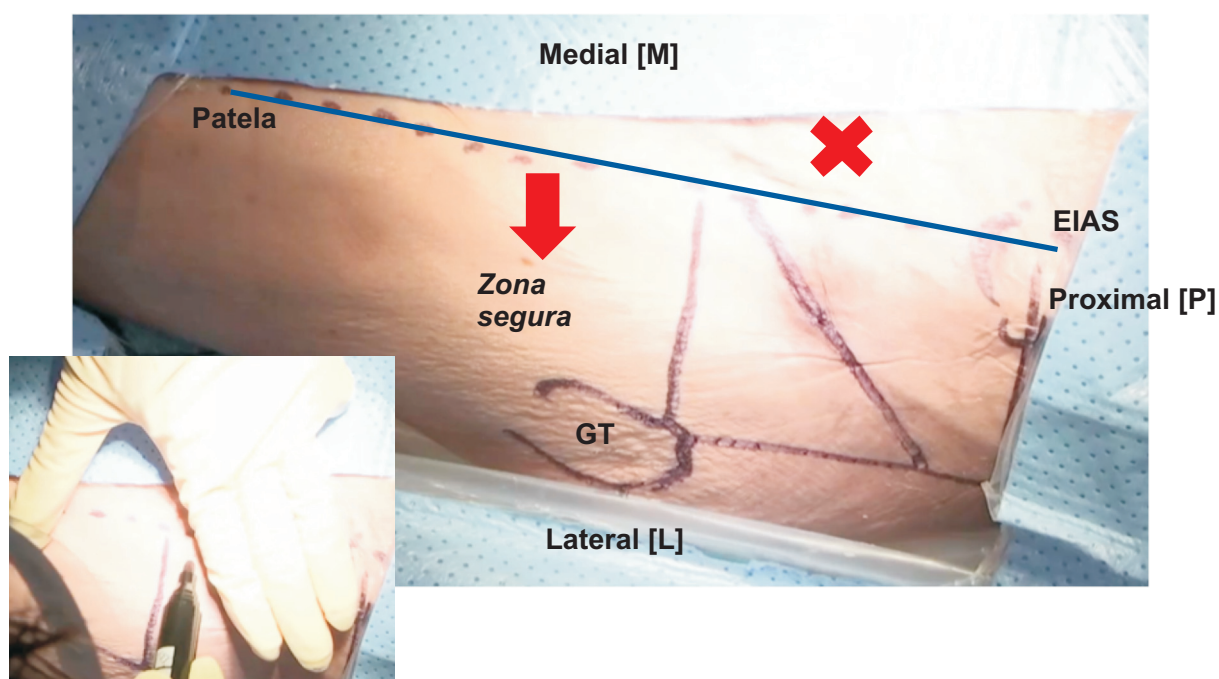 Medial [M]
Patela
EIAS
Zona
segura
Proximal [P]
GT
Lateral [L]